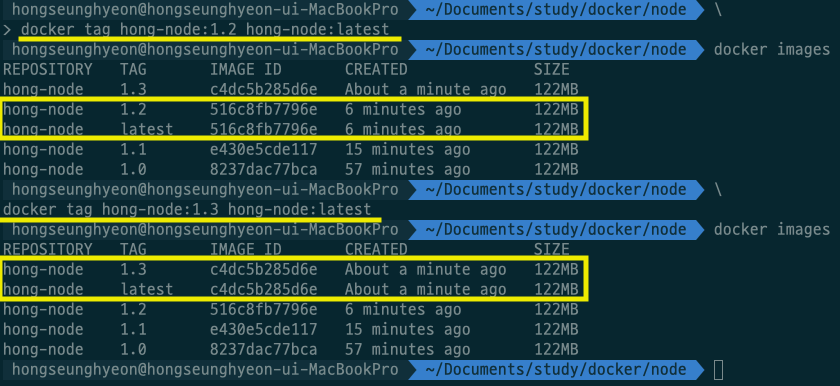 hongseunghyeon@hongseunghyeon-ui-MacBookPro ~/Documents/study/docker/node \
> docker tag hong-node:1.2 hong-node:latest
hongseunghyeon@hongseunghyeon-ui-MacBookPro ~/Documents/study/docker/node docker images
REPOSITORY TAG IMAGE ID CREATED SIZE
hong-node 1.3 c4dc5b285d6e About a minute ago 122MB
hong-node 1.2 516c8fb7796e 6 minutes ago 122MB
hong-node latest 516c8fb7796e 6 minutes ago 122MB
hong-node 1.1 e430e5cde117 15 minutes ago 122MB
hong-node 1.0 8237dac77bca 57 minutes ago 122MB
hongseunghyeon@hongseunghyeon-ui-MacBookPro ~/Documents/study/docker/node \
docker tag hong-node:1.3 hong-node:latest
hongseunghyeon@hongseunghyeon-ui-MacBookPro ~/Documents/study/docker/node docker images
REPOSITORY TAG IMAGE ID CREATED SIZE
hong-node 1.3 c4dc5b285d6e About a minute ago 122MB
hong-node latest c4dc5b285d6e About a minute ago 122MB
hong-node 1.2 516c8fb7796e 6 minutes ago 122MB
hong-node 1.1 e430e5cde117 15 minutes ago 122MB
hong-node 1.0 8237dac77bca 57 minutes ago 122MB
hongseunghyeon@hongseunghyeon-ui-MacBookPro ~/Documents/study/docker/node